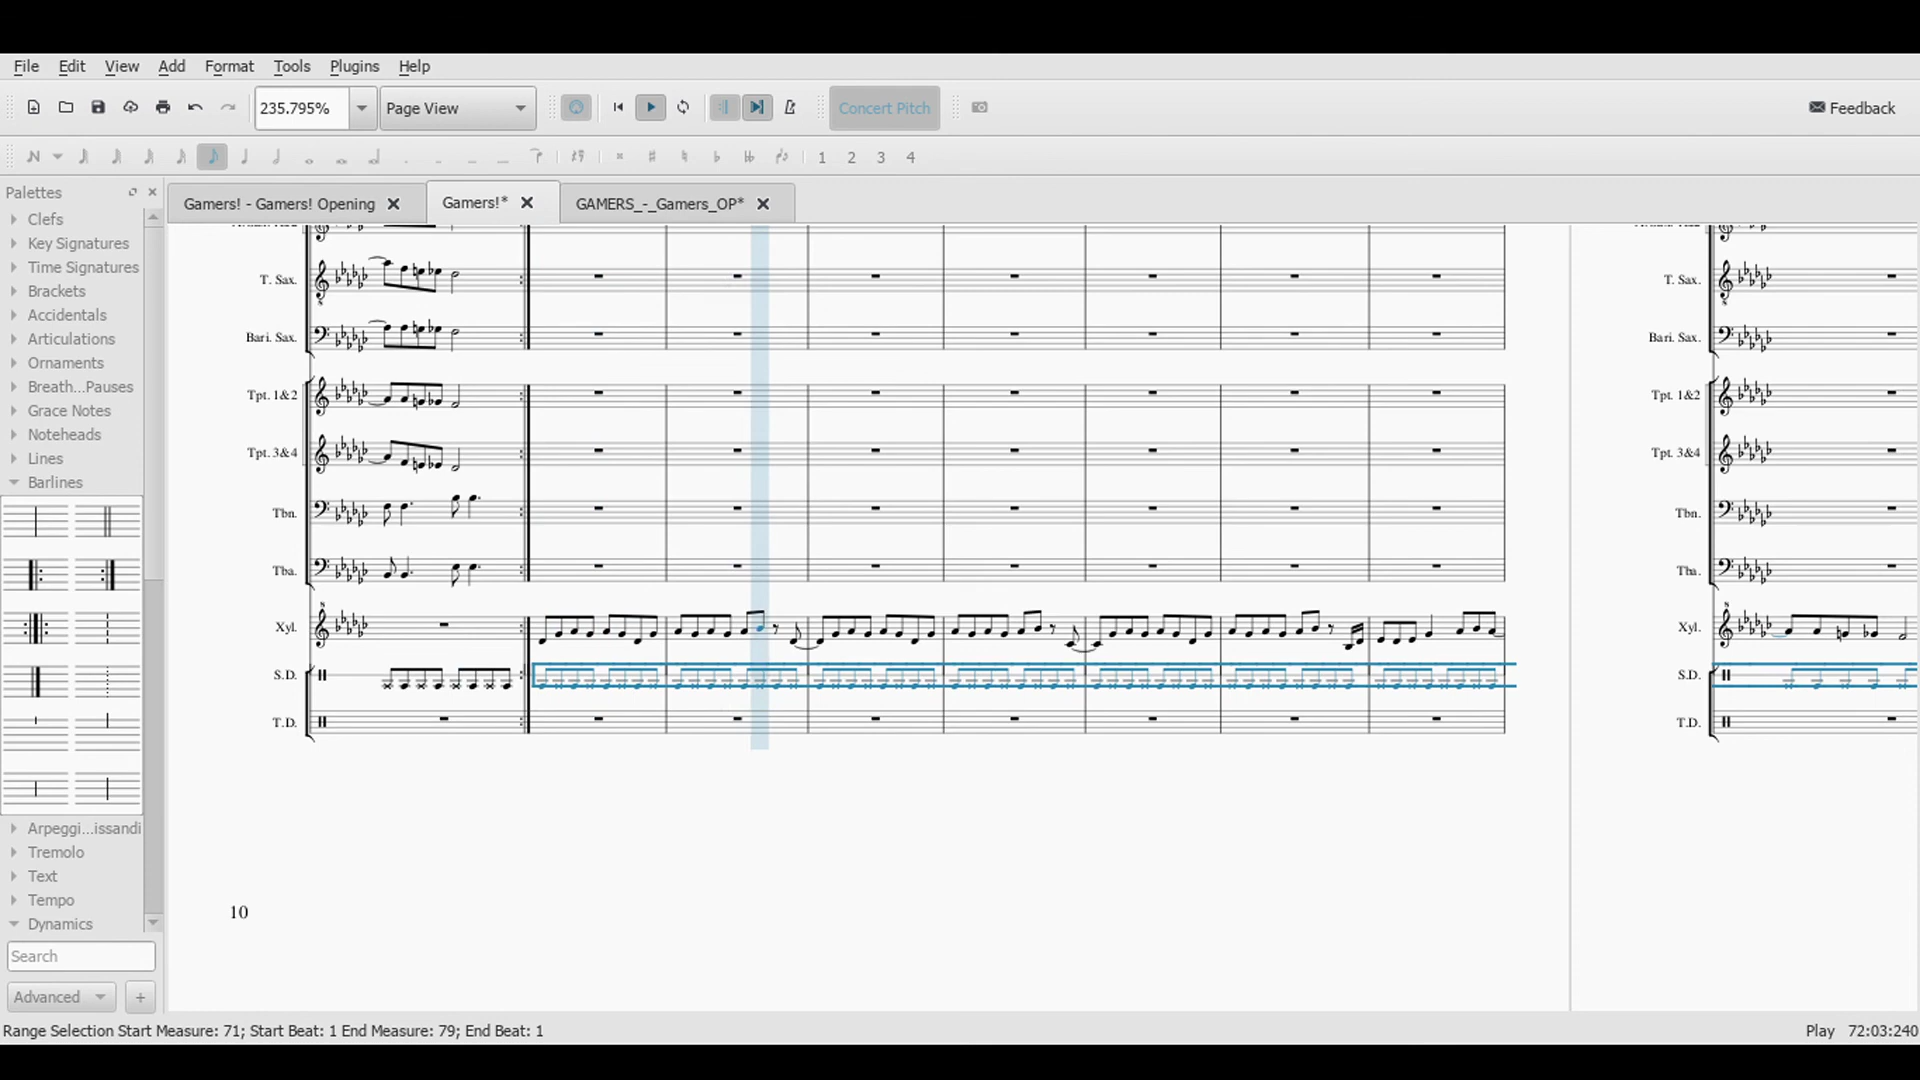 File Edit View Add Format Tools Plugins Help
235.795% Page View Concert Pitch Feedback
1 2 3 4
Palettes
Gamers! - Gamers! Opening Gamers!* GAMERS_-_Gamers_OP*
Clefs
Key Signatures
Time Signatures
Brackets
Accidentals
Articulations
Ornaments
Breath...Pauses
Grace Notes
Noteheads
Lines
Barlines
Arpeggi...issandi
Tremolo
Text
Tempo
Dynamics
Search
Advanced +
T. Sax. T. Sax.
Bari. Sax. Bari. Sax.
Tpt. 1&2 Tpt. 1&2
Tpt. 3&4 Tpt. 3&4
Tbn. Tbn.
Tba. Tba.
Xyl. Xyl.
S.D. S.D.
T.D. T.D.
10
Range Selection Start Measure: 71; Start Beat: 1 End Measure: 79; End Beat: 1 Play 72:03:240